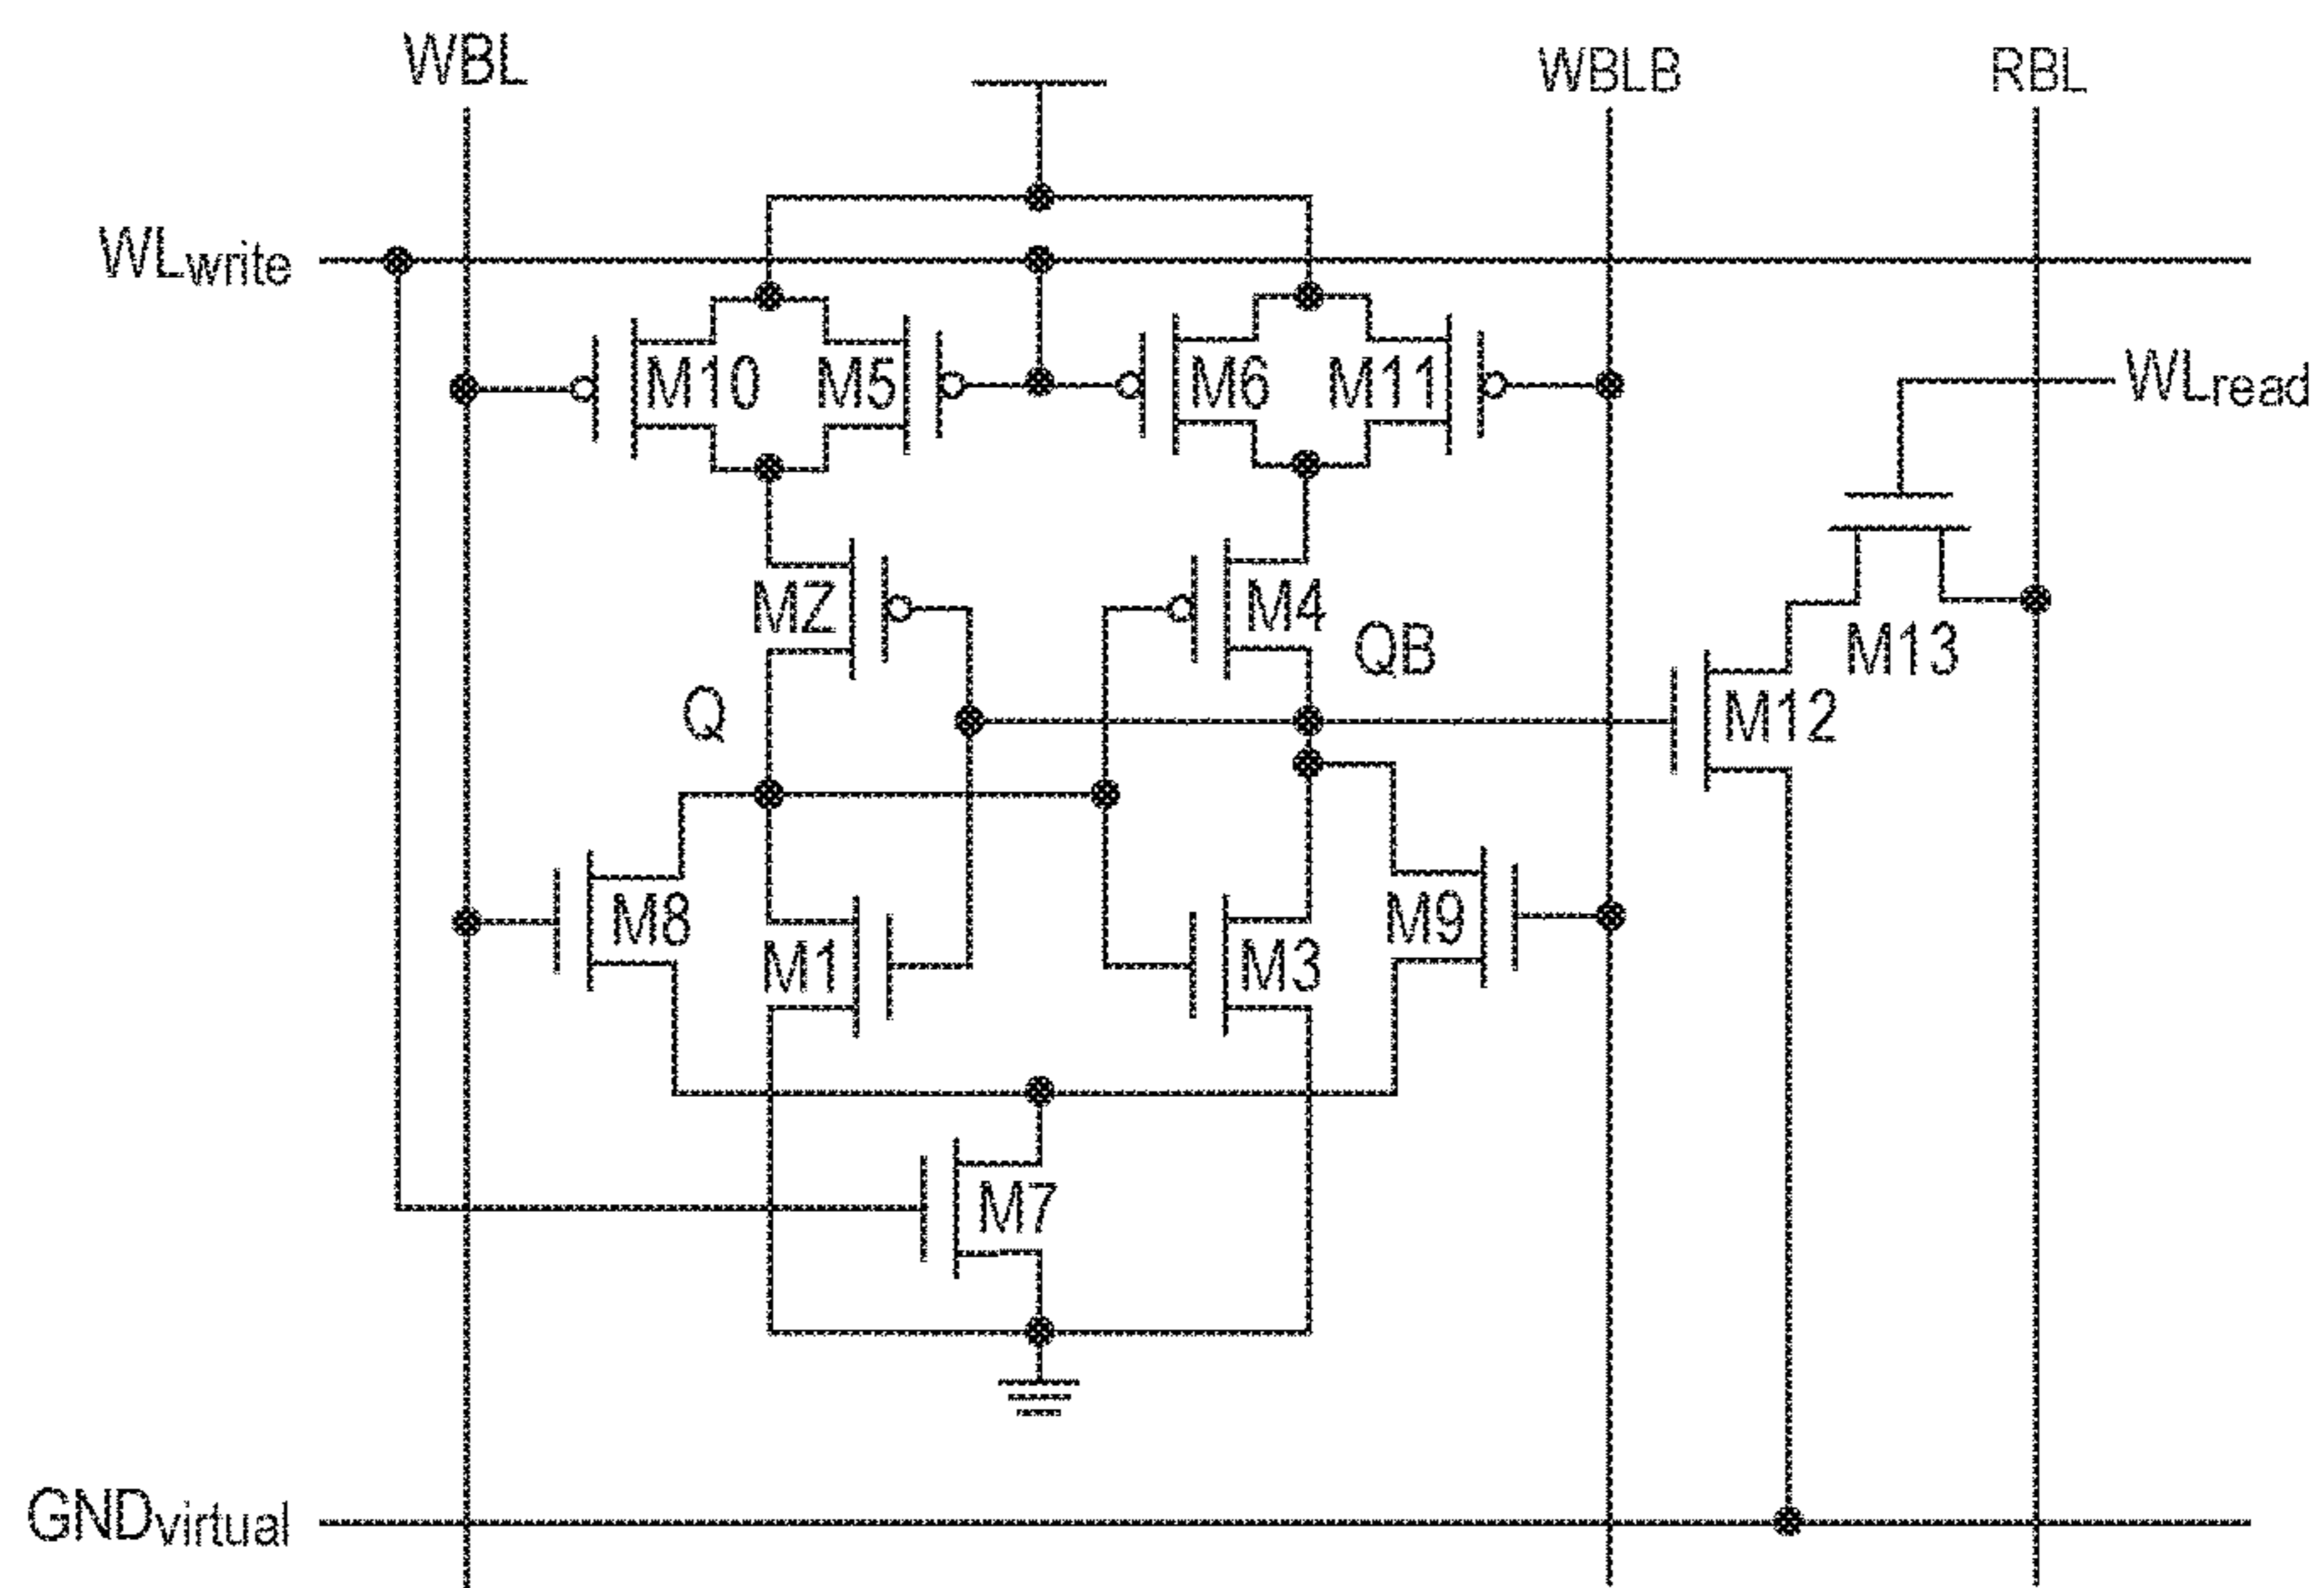 WBL
WBLB
RBL
WLwrite
M10
M5
M6
M11
WLread
MZ
M4
QB
M13
Q
M12
M8
M1
M3
M9
M7
GNDvirtual